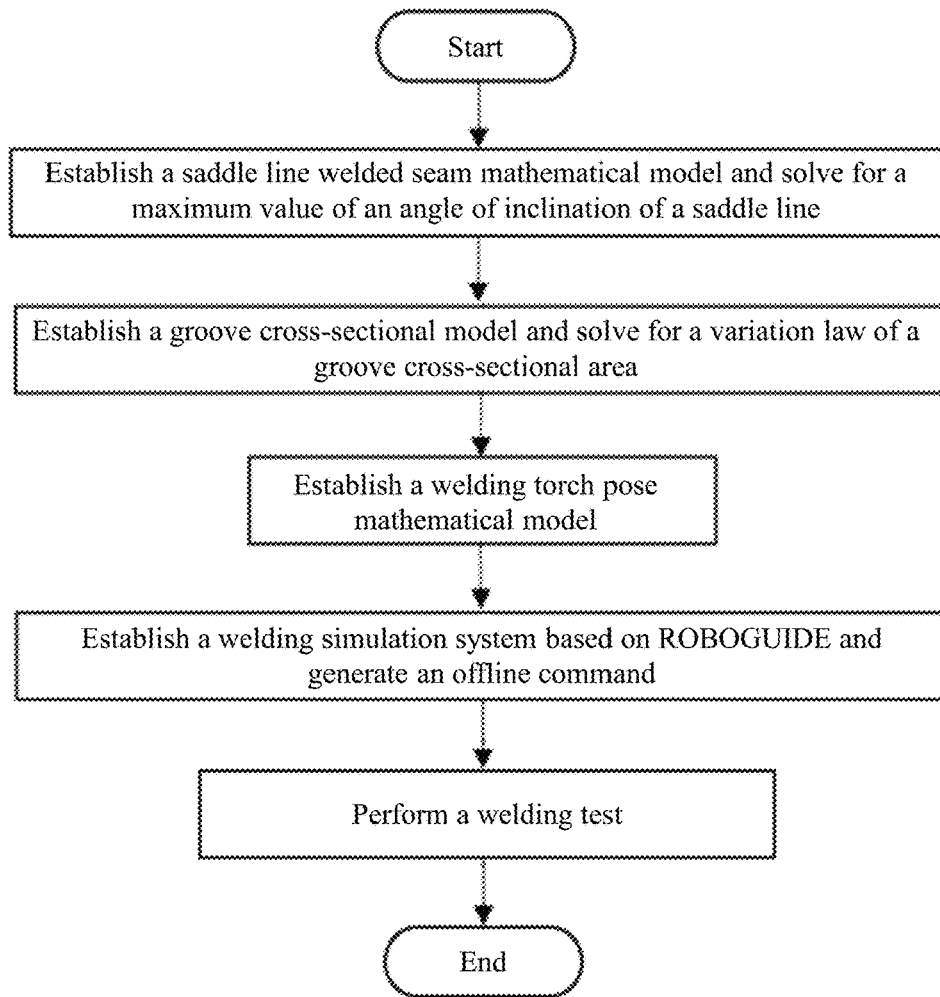 Start
Establish a saddle line welded seam mathematical model and solve for a
maximum value of an angle of inclination of a saddle line
Establish a groove cross-sectional model and solve for a variation law of a
groove cross-sectional area
Establish a welding torch pose
mathematical model
Establish a welding simulation system based on ROBOGUIDE and
generate an offline command
Perform a welding test
End